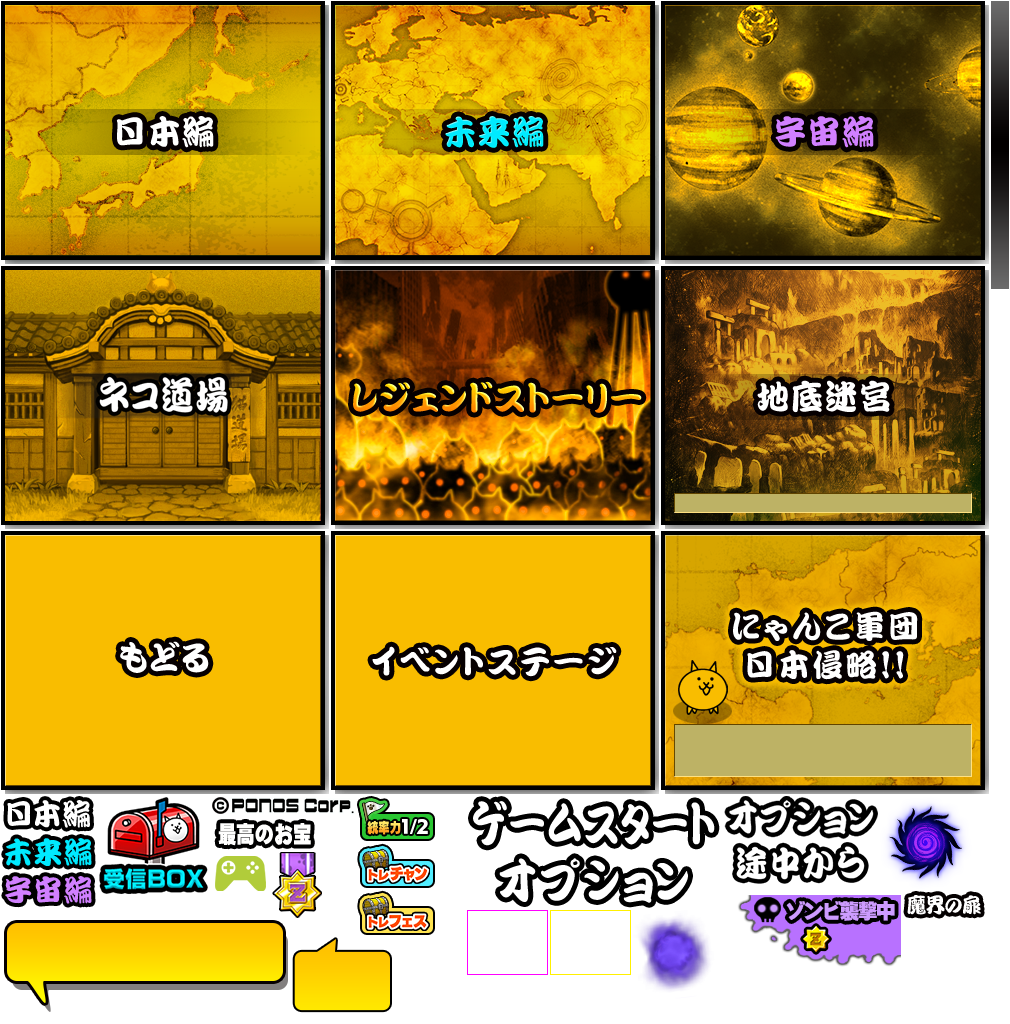 日本編
未来編
宇宙編
ネコ道場
レジェンドストーリー
地底迷宮
もどる
イベントステージ
にゃんこ軍団
日本侵略!!
日本編
未来編
宇宙編
受信BOX
©PONOS Corp.
最高のお宝
Z
統率力1/2
トレチャン
トレフェス
ゲームスタート
オプション
オプション
途中から
ゾンビ襲撃中
Z
魔界の扉